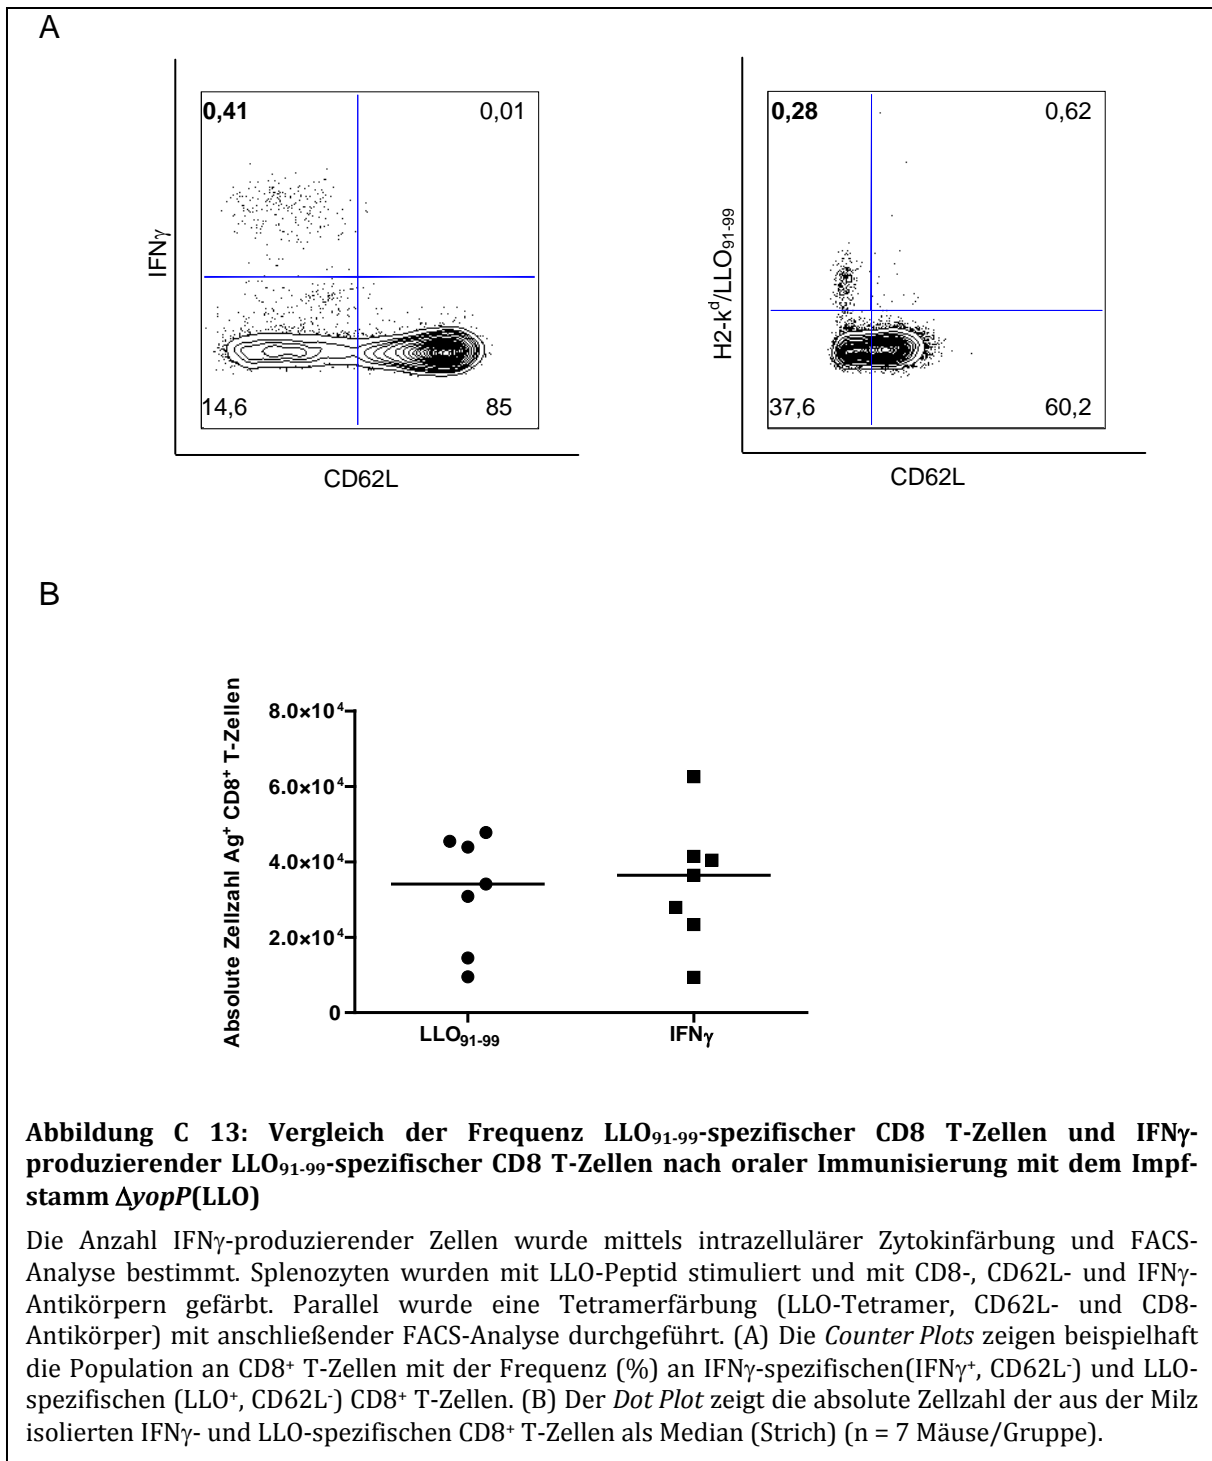 A
0,41
0,01
IFNγ
14,6
85
CD62L
0,28
0,62
H2-k^d/LLO₉₁₋₉₉
37,6
60,2
CD62L
B
Absolute Zellzahl Ag⁺ CD8⁺ T-Zellen
8.0×10⁴
6.0×10⁴
4.0×10⁴
2.0×10⁴
0
LLO₉₁₋₉₉
IFNγ
Abbildung C 13: Vergleich der Frequenz LLO₉₁₋₉₉-spezifischer CD8 T-Zellen und IFNγ-
produzierender LLO₉₁₋₉₉-spezifischer CD8 T-Zellen nach oraler Immunisierung mit dem Impf-
stamm ΔyopP(LLO)
Die Anzahl IFNγ-produzierender Zellen wurde mittels intrazellulärer Zytokinfärbung und FACS-
Analyse bestimmt. Splenozyten wurden mit LLO-Peptid stimuliert und mit CD8-, CD62L- und IFNγ-
Antikörpern gefärbt. Parallel wurde eine Tetramerfärbung (LLO-Tetramer, CD62L- und CD8-
Antikörper) mit anschließender FACS-Analyse durchgeführt. (A) Die Counter Plots zeigen beispielhaft
die Population an CD8⁺ T-Zellen mit der Frequenz (%) an IFNγ-spezifischen(IFNγ⁺, CD62L⁻) und LLO-
spezifischen (LLO⁺, CD62L⁻) CD8⁺ T-Zellen. (B) Der Dot Plot zeigt die absolute Zellzahl der aus der Milz
isolierten IFNγ- und LLO-spezifischen CD8⁺ T-Zellen als Median (Strich) (n = 7 Mäuse/Gruppe).